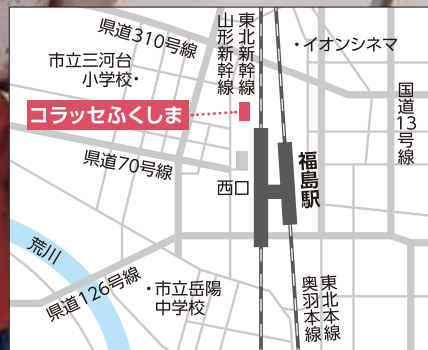 県道310号線
山形新幹線
東北新幹線
・イオンシネマ
市立三河台
小学校・
国道13号線
コラッセふくしま
県道70号線
福島駅
西口
荒川
県道126号線
・市立岳陽
中学校
奥羽本線
東北本線